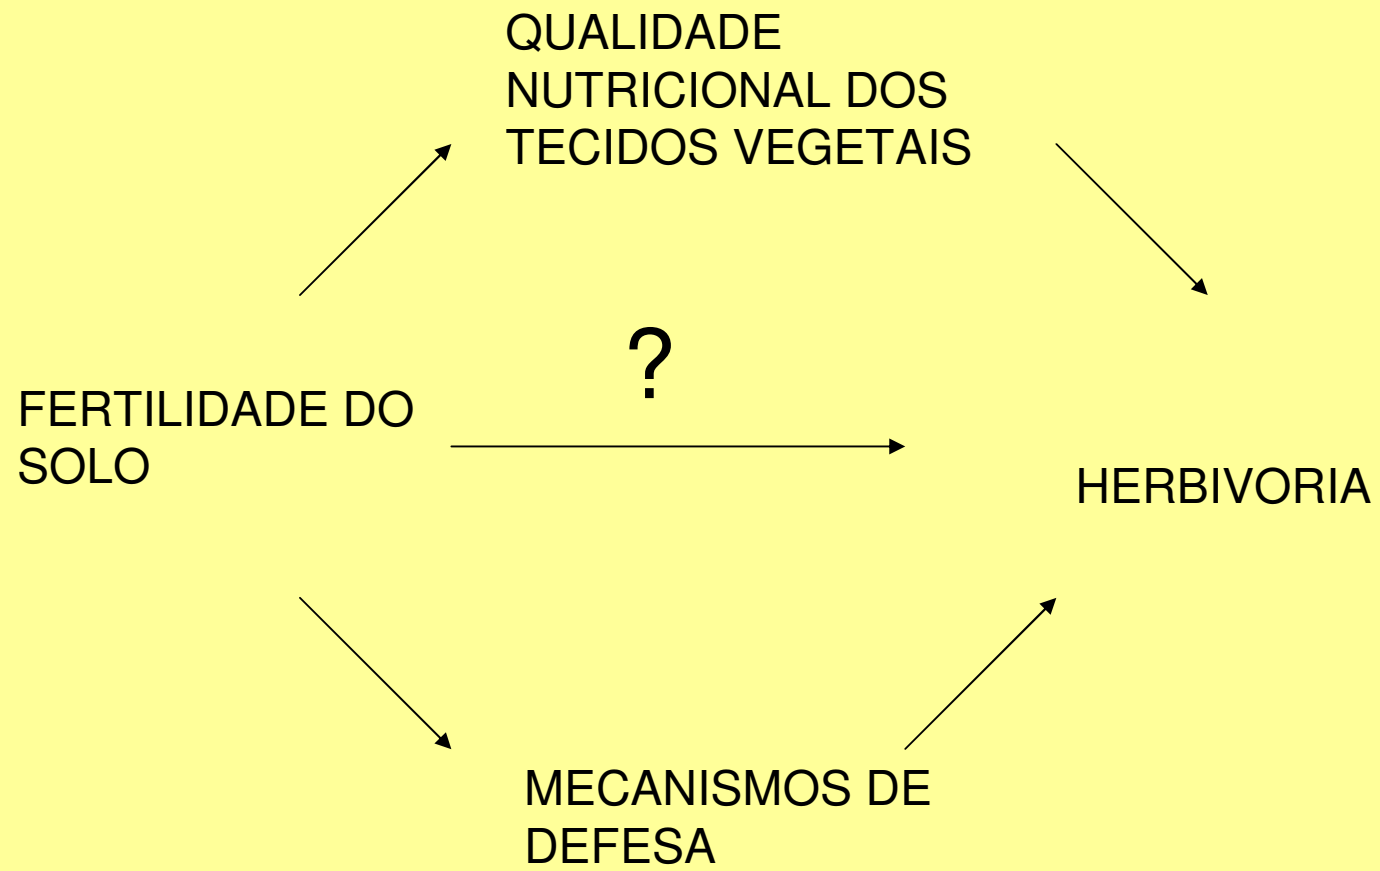 QUALIDADE
NUTRICIONAL DOS
TECIDOS VEGETAIS
?
FERTILIDADE DO
SOLO
HERBIVORIA
MECANISMOS DE
DEFESA